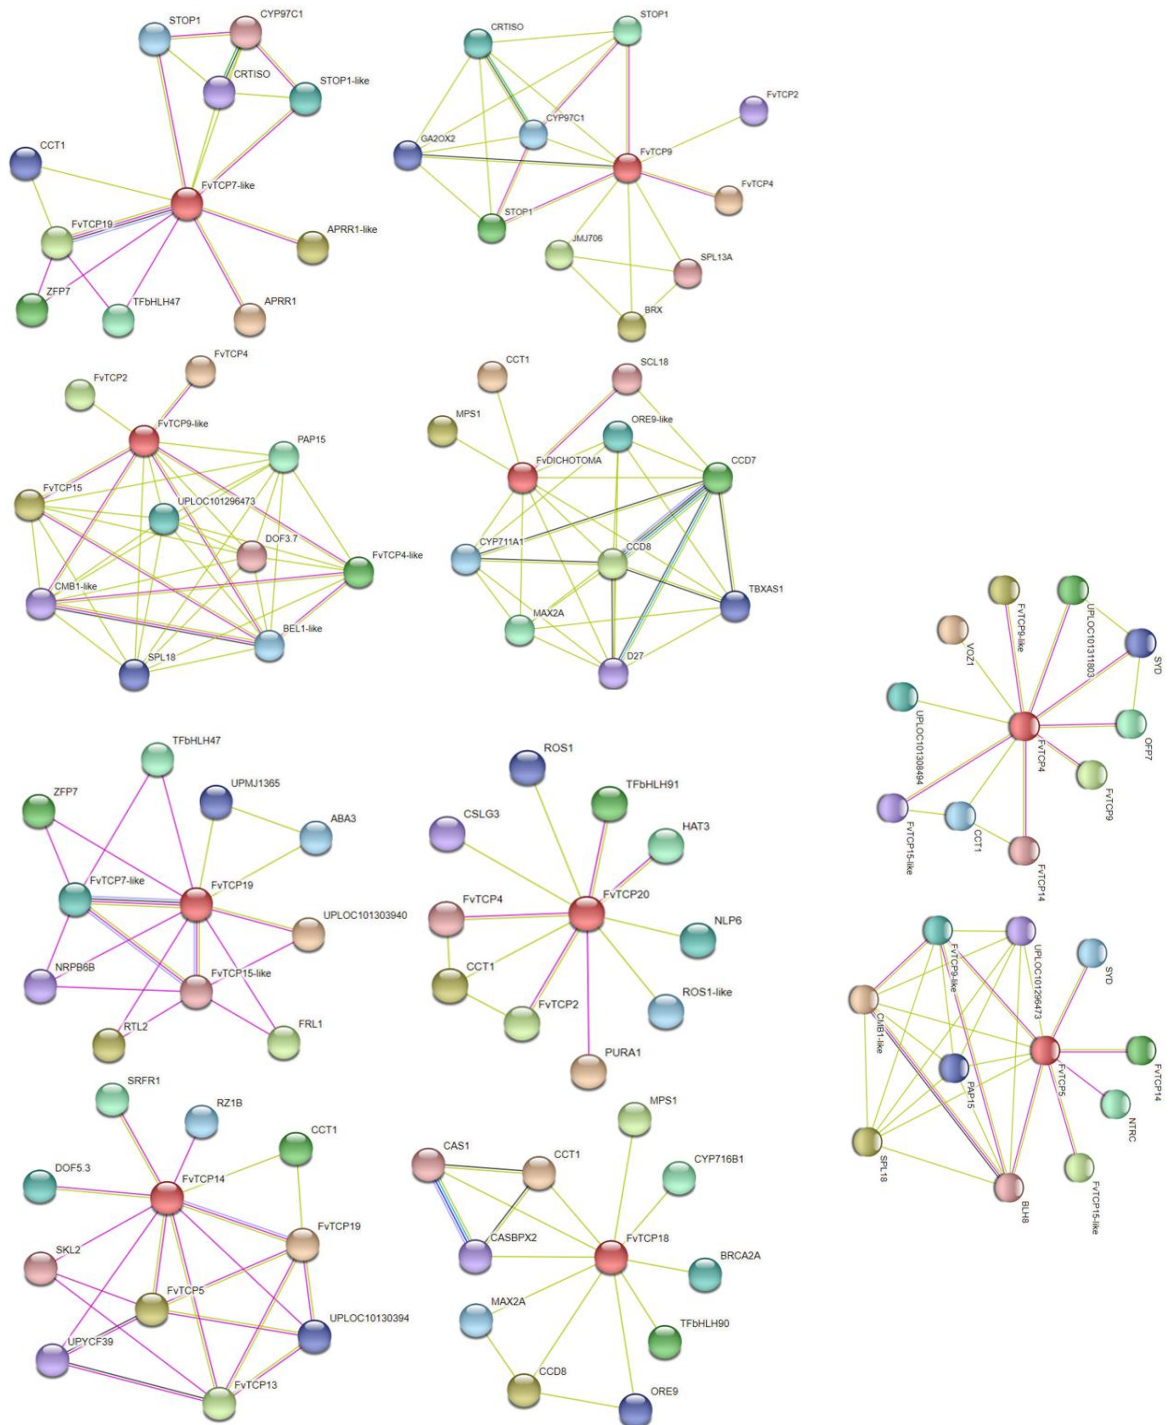 STOP1
CYP97C1
CRTISO
STOP1-like
CCT1
FvTCP7-like
FvTCP19
APRR1-like
ZFP7
TFbHLH47
APRR1
STOP1
CRTISO
FvTCP2
CYP97C1
GA2OX2
FvTCP9
FvTCP4
STOP1
JMJ706
SPL13A
BRX
FvTCP4
FvTCP2
FvTCP9-like
PAP15
FvTCP15
UPLOC101296473
DOF3.7
FvTCP4-like
CMB1-like
BEL1-like
SPL18
CCT1
SCL18
MPS1
ORE9-like
FvDICHOTOMA
CCD7
CYP711A1
CCD8
TBXAS1
MAX2A
D27
FvTCP9-like
UPLOC101311803
VOZ1
SYD
UPLOC101308494
FvTCP4
OFP7
FvTCP9
FvTCP15-like
CCT1
FvTCP14
TFbHLH47
ZFP7
UPMJ1365
ABA3
FvTCP7-like
FvTCP19
UPLOC101303940
NRPB6B
FvTCP15-like
RTL2
FRL1
ROS1
TFbHLH91
CSLG3
HAT3
FvTCP4
FvTCP20
NLP6
CCT1
FvTCP2
ROS1-like
PURA1
FvTCP9-like
UPLOC101296473
SYD
CMB1-like
FvTCP5
FvTCP14
PAP15
NTRC
SPL18
BLH8
FvTCP15-like
SRFR1
RZ1B
CCT1
DOF5.3
FvTCP14
FvTCP19
SKL2
FvTCP5
UPLOC10130394
UPYCF39
FvTCP13
MPS1
CAS1
CCT1
CYP716B1
CASBPX2
FvTCP18
BRCA2A
MAX2A
TFbHLH90
CCD8
ORE9